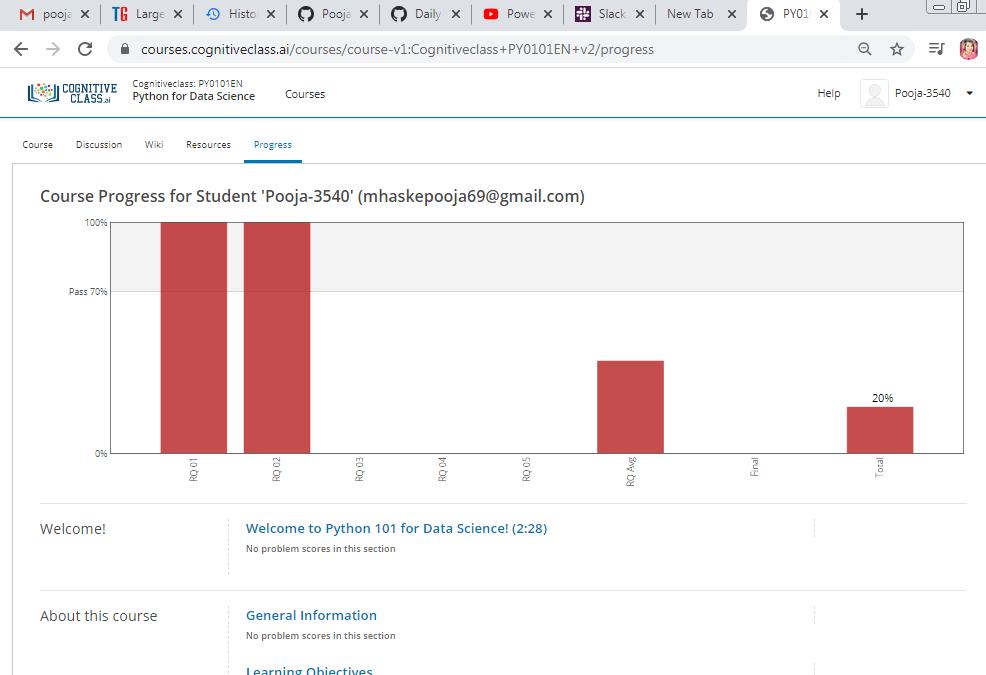 pooja
Large
Histo
Pooja
Daily
Powe
Slack
New Tab
PY01
courses.cognitiveclass.ai/courses/course-v1:Cognitiveclass+PY0101EN+v2/progress
COGNITIVE
CLASS.ai
Cognitiveclass: PY0101EN
Python for Data Science
Courses
Help
Pooja-3540
Course
Discussion
Wiki
Resources
Progress
Course Progress for Student 'Pooja-3540' (mhaskepooja69@gmail.com)
100%
Pass 70%
20%
0%
RQ 01
RQ 02
RQ 03
RQ 04
RQ 05
RQ Avg
Final
Total
Welcome!
Welcome to Python 101 for Data Science! (2:28)
No problem scores in this section
About this course
General Information
No problem scores in this section
Learning Objectives